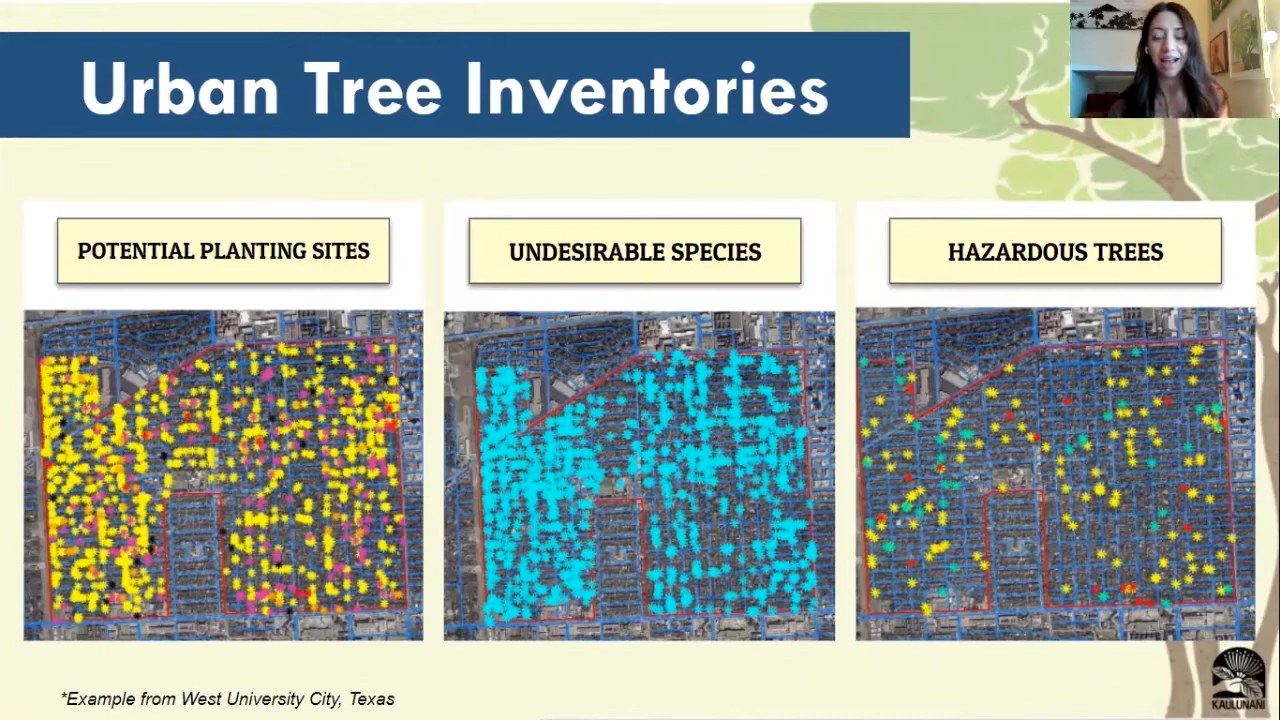 Urban Tree Inventories
POTENTIAL PLANTING SITES
UNDESIRABLE SPECIES
HAZARDOUS TREES
*Example from West University City, Texas
KAULUNANI